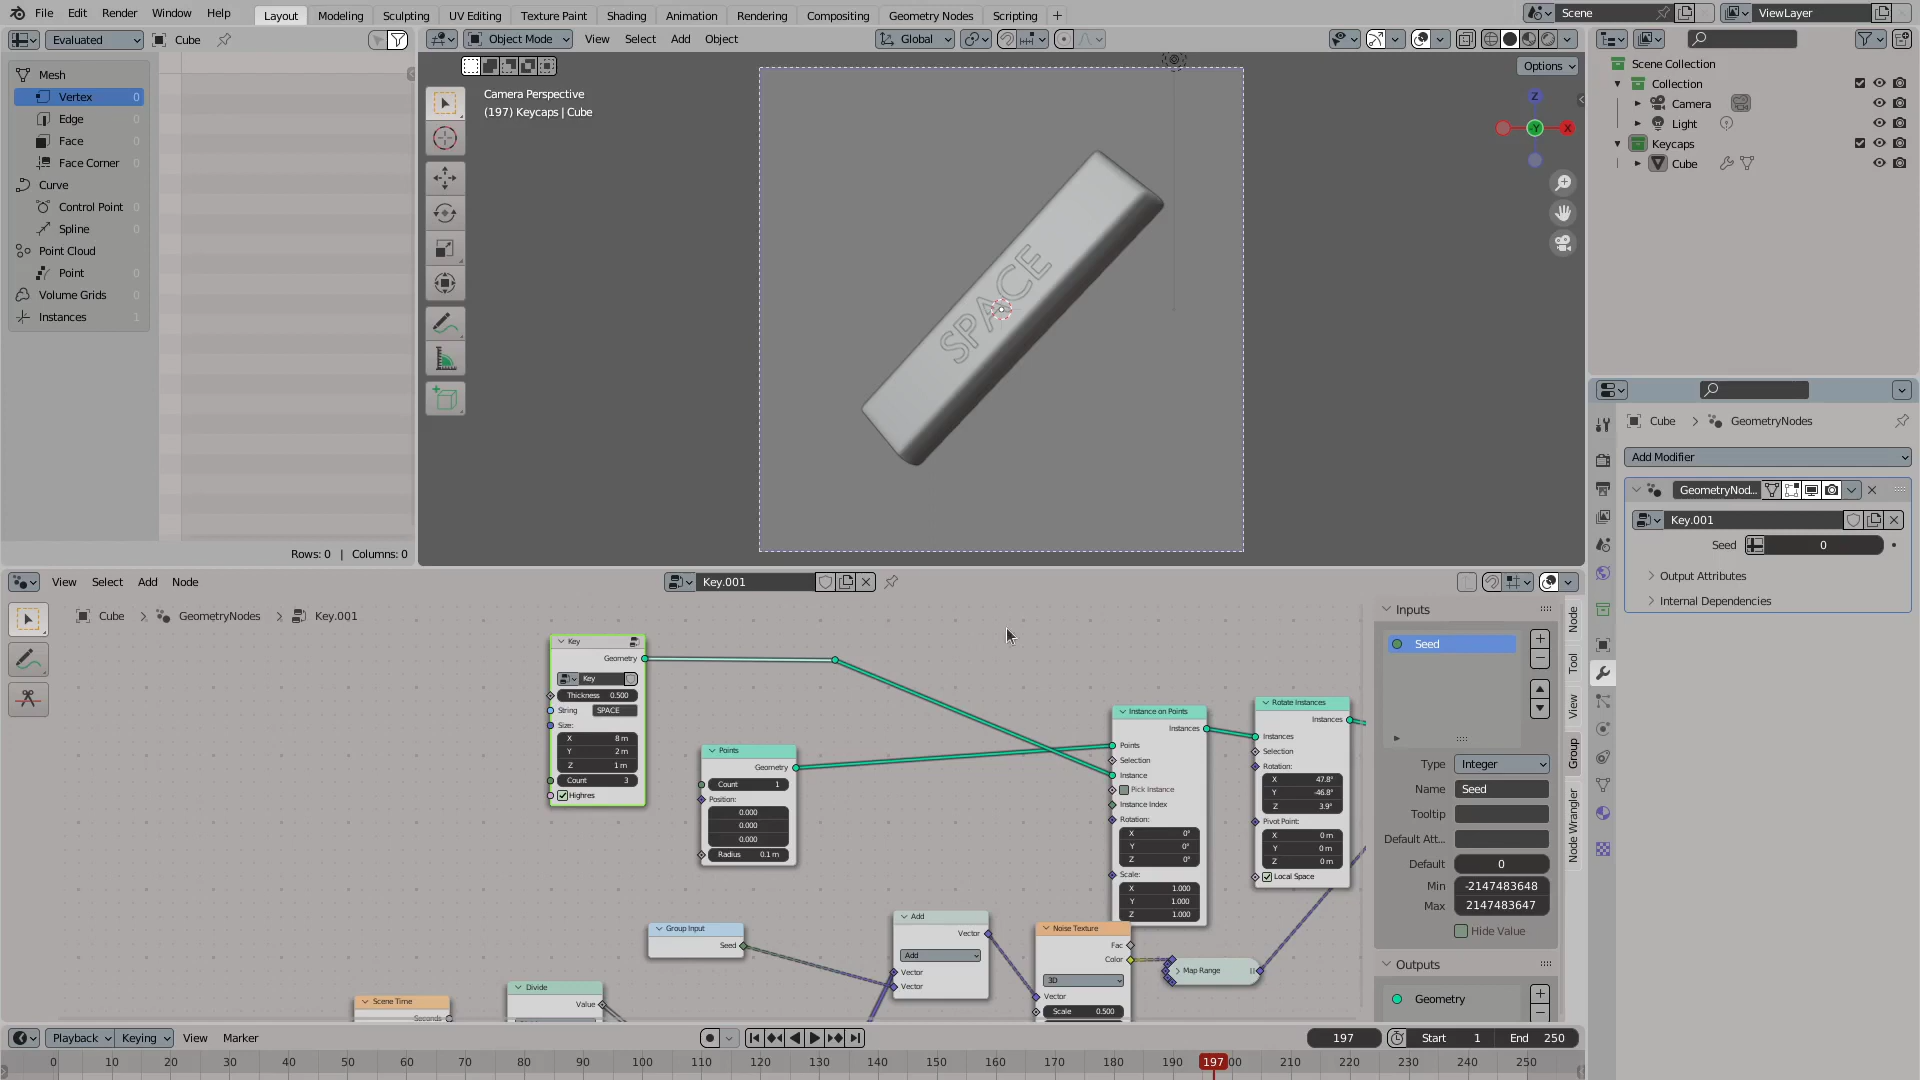 File Edit Render Window Help Layout Modeling Sculpting UV Editing Texture Paint Shading Animation Rendering Compositing Geometry Nodes Scripting + Scene ViewLayer
Evaluated Cube
Object Mode View Select Add Object Global
Options
Mesh
Vertex 0
Edge 0
Face 0
Face Corner 0
Curve
Control Point 0
Spline 0
Point Cloud
Point 0
Volume Grids 0
Instances 1
Rows: 0 | Columns: 0
Camera Perspective
(197) Keycaps | Cube
SPACE
Z
Y
X
Scene Collection
Collection
Camera
Light
Keycaps
Cube
Cube > GeometryNodes
Add Modifier
GeometryNod...
Key.001
Seed 0
Output Attributes
Internal Dependencies
View Select Add Node Key.001
Cube > GeometryNodes > Key.001
Key
Geometry
Key
Thickness 0.500
String SPACE
Size:
X 8 m
Y 2 m
Z 1 m
Count 3
Highres
Points
Geometry
Count 1
Position:
0.000
0.000
0.000
Radius 0.1 m
Instance on Points
Instances
Points
Selection
Instance
Pick Instance
Instance Index
Rotation:
X 0°
Y 0°
Z 0°
Scale:
X 1.000
Y 1.000
Z 1.000
Rotate Instances
Instances
Instances
Selection
Rotation:
X 47.8°
Y -46.8°
Z 3.9°
Pivot Point:
X 0 m
Y 0 m
Z 0 m
Local Space
Group Input
Seed
Add
Vector
Add
Vector
Vector
Noise Texture
Fac
Color
3D
Vector
Scale 0.500
Map Range
Scene Time
Seconds
Divide
Value
Inputs
Seed
Type Integer
Name Seed
Tooltip
Default Att...
Default 0
Min -2147483648
Max 2147483647
Hide Value
Outputs
Geometry
Node
Tool
View
Group
Node Wrangler
Playback Keying View Marker 197 Start 1 End 250
0 10 20 30 40 50 60 70 80 90 100 110 120 130 140 150 160 170 180 190 197 00 210 220 230 240 250